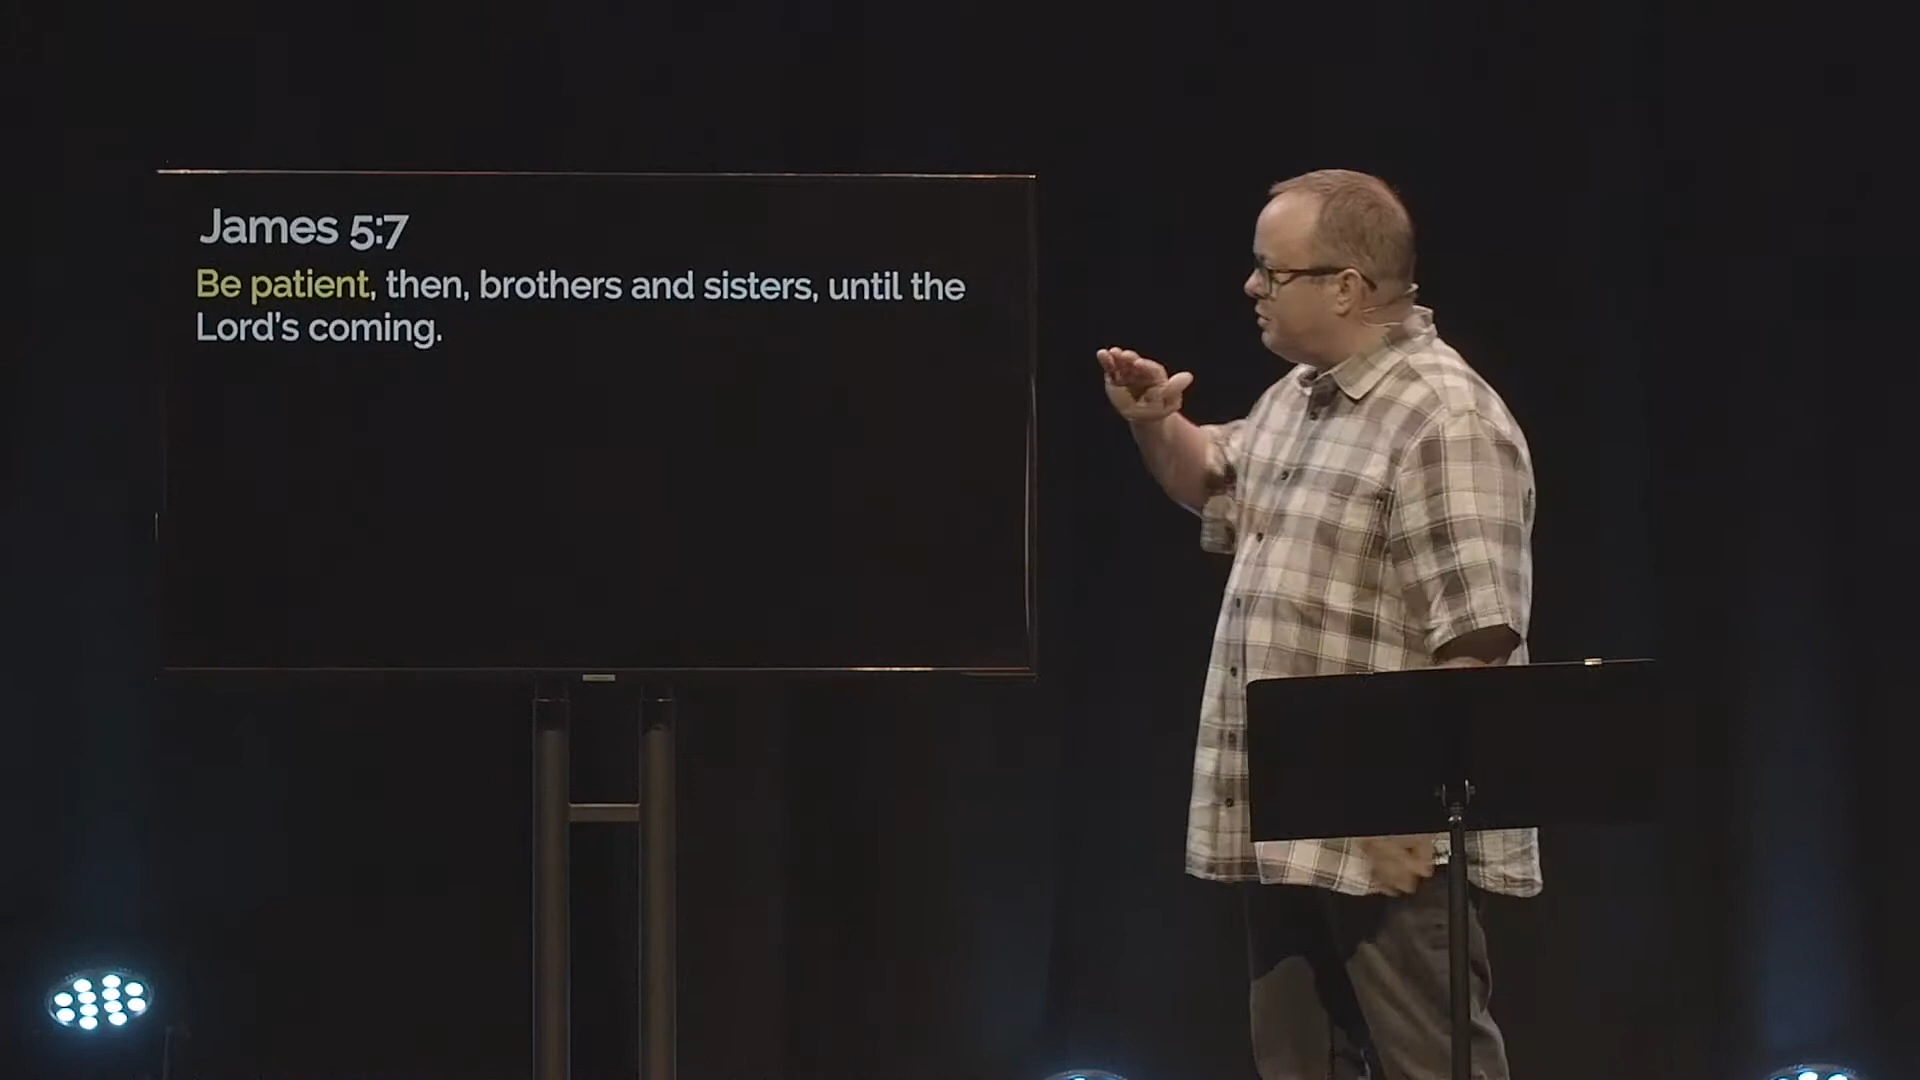 James 5:7
Be patient, then, brothers and sisters, until the
Lord's coming.